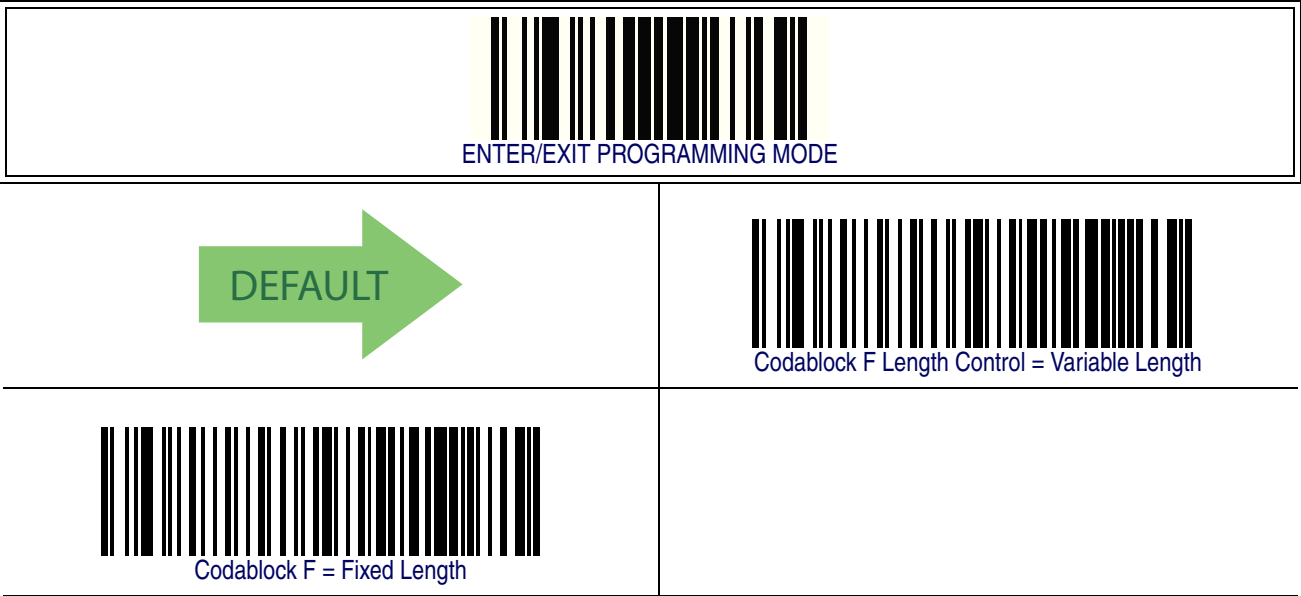 ENTER/EXIT PROGRAMMING MODE
DEFAULT
Codablock F Length Control = Variable Length
Codablock F = Fixed Length